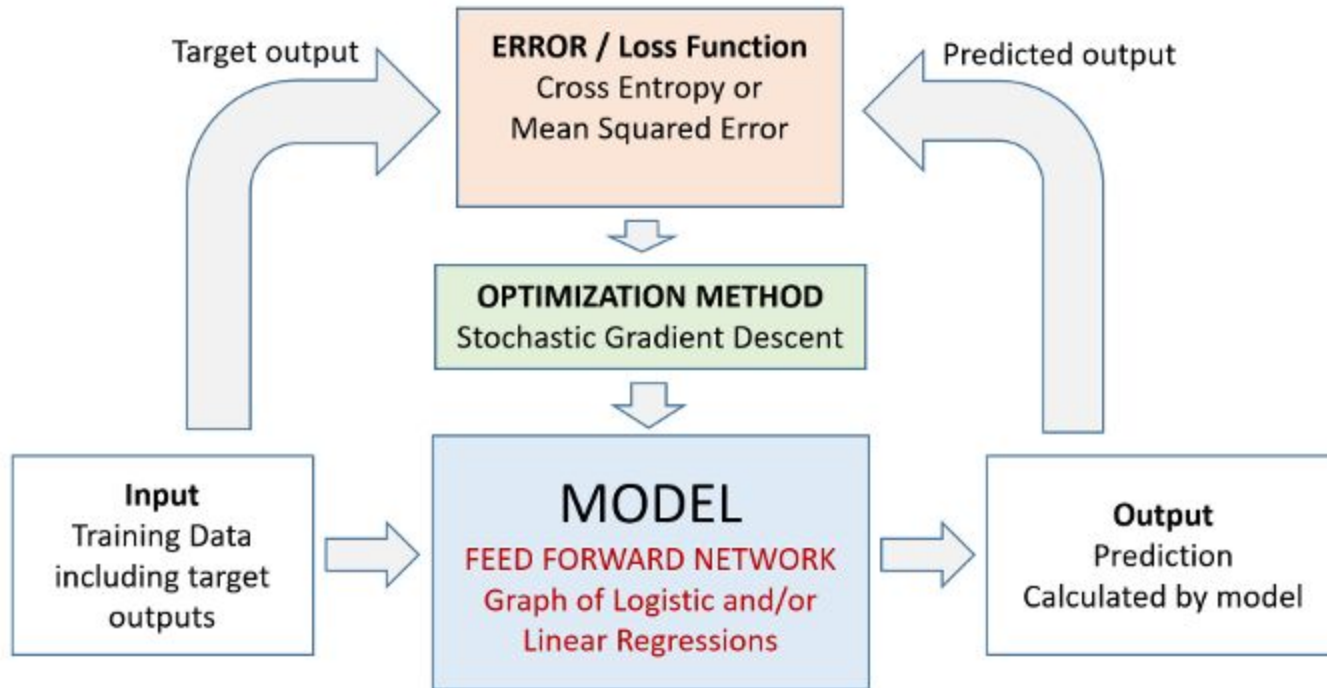 Target output
ERROR / Loss Function
Cross Entropy or
Mean Squared Error
Predicted output
OPTIMIZATION METHOD
Stochastic Gradient Descent
Input
Training Data
including target
outputs
MODEL
FEED FORWARD NETWORK
Graph of Logistic and/or
Linear Regressions
Output
Prediction
Calculated by model